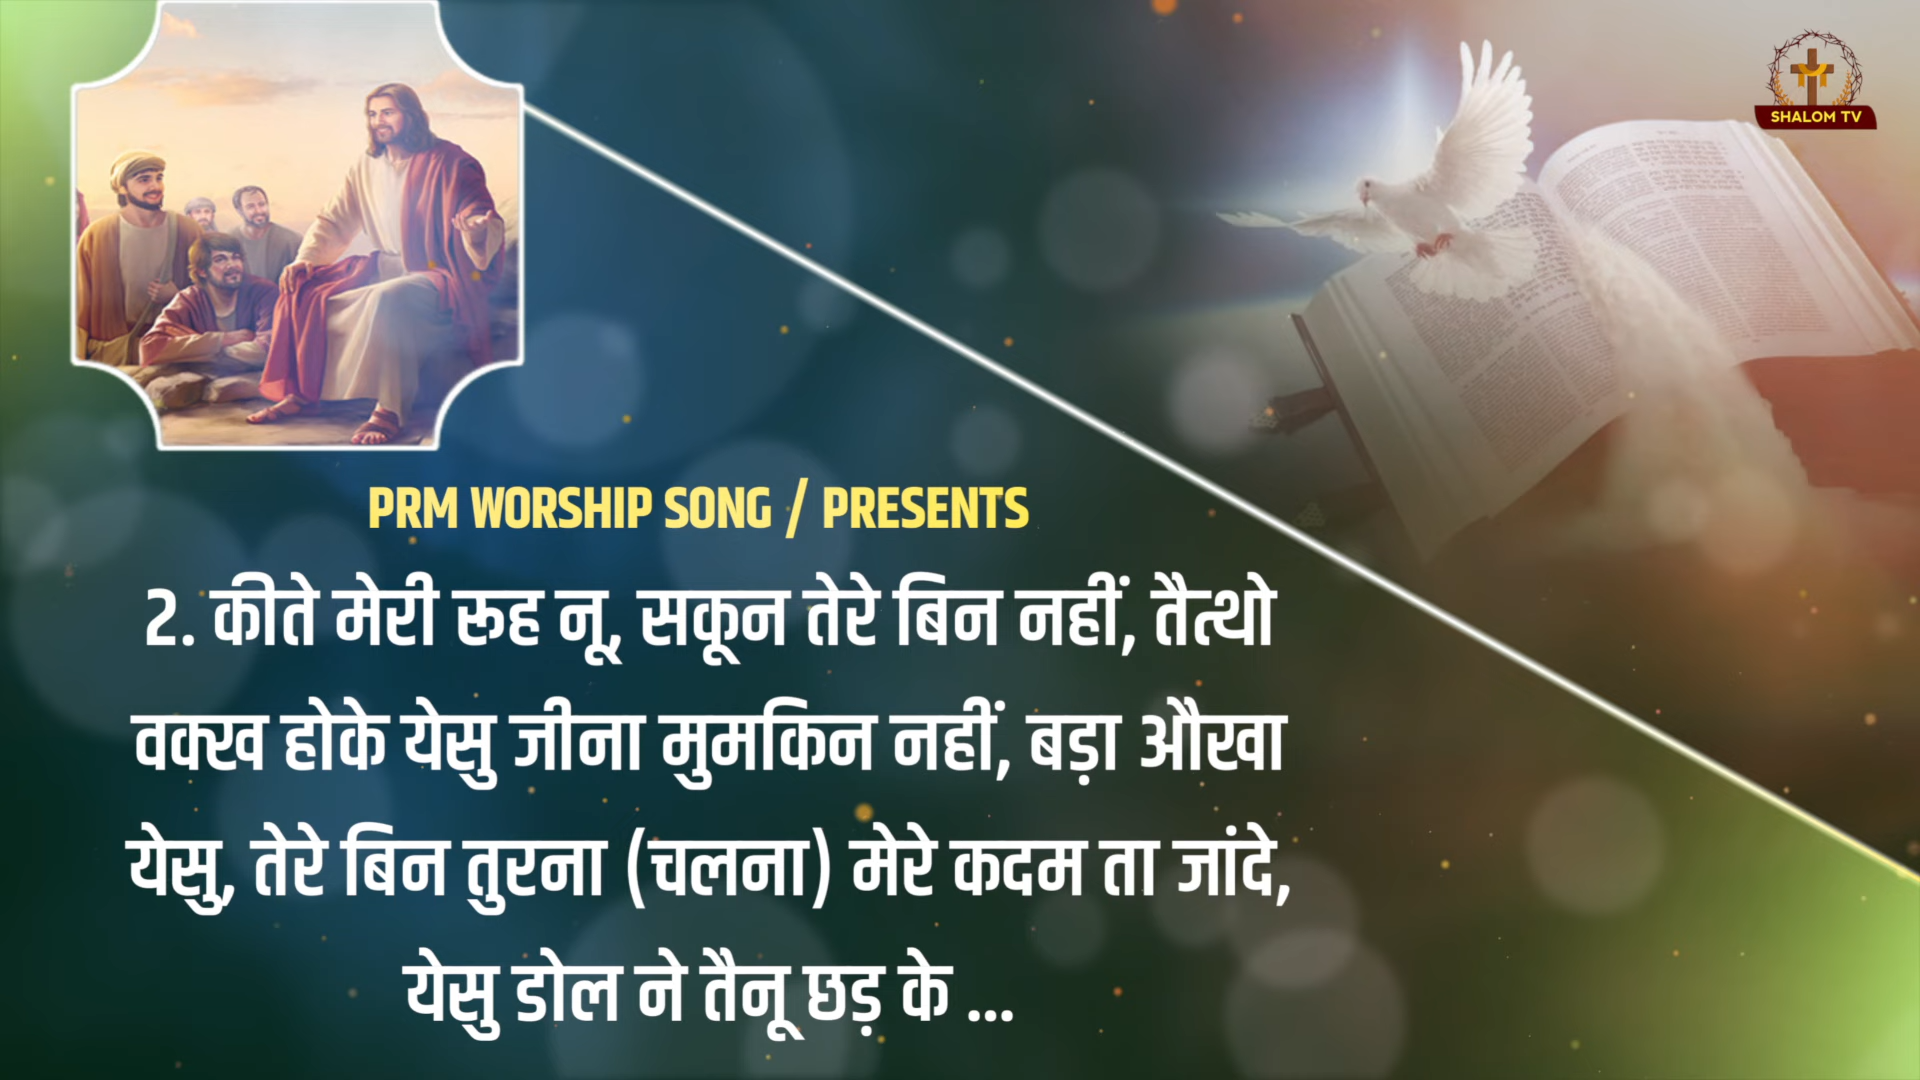 SHALOM TV
PRM WORSHIP SONG / PRESENTS
2. कीते मेरी रूह नू, सकून तेरे बिन नहीं, तैत्थो
वक्ख होके येसु जीना मुमकिन नहीं, बड़ा औखा
येसु, तेरे बिन तुरना (चलना) मेरे कदम ता जांदे,
येसु डोल ने तैनू छड़ के ...